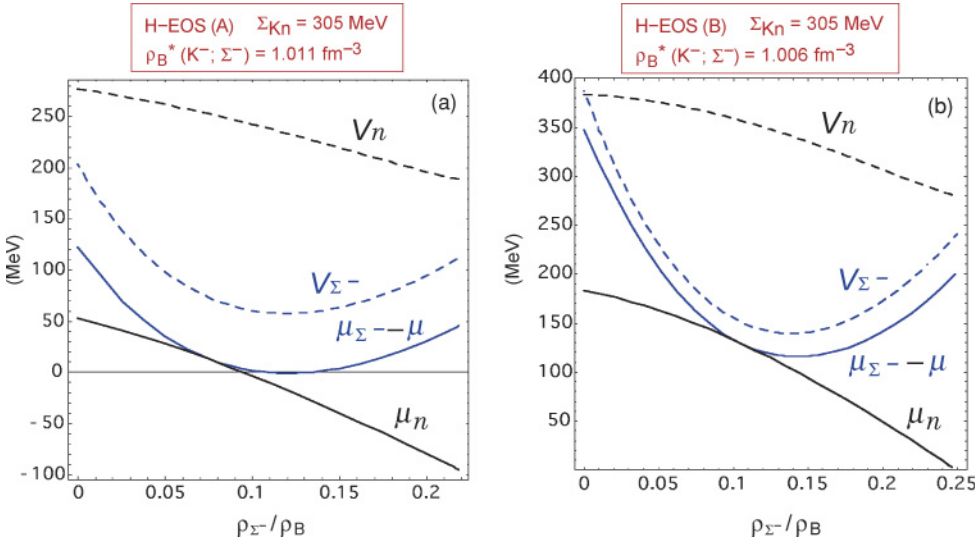 H−EOS (A) Σ_Kn = 305 MeV
ρ_B* (K⁻; Σ⁻) = 1.011 fm⁻³
H−EOS (B) Σ_Kn = 305 MeV
ρ_B* (K⁻; Σ⁻) = 1.006 fm⁻³
(a)
250
200
150
100
50
0
-50
-100
(MeV)
V_n
V_Σ⁻
μ_Σ⁻ − μ
μ_n
0 0.05 0.1 0.15 0.2
ρ_Σ⁻/ρ_B
(b)
400
350
300
250
200
150
100
50
(MeV)
V_n
V_Σ⁻
μ_Σ⁻ − μ
μ_n
0 0.05 0.1 0.15 0.2 0.25
ρ_Σ⁻/ρ_B